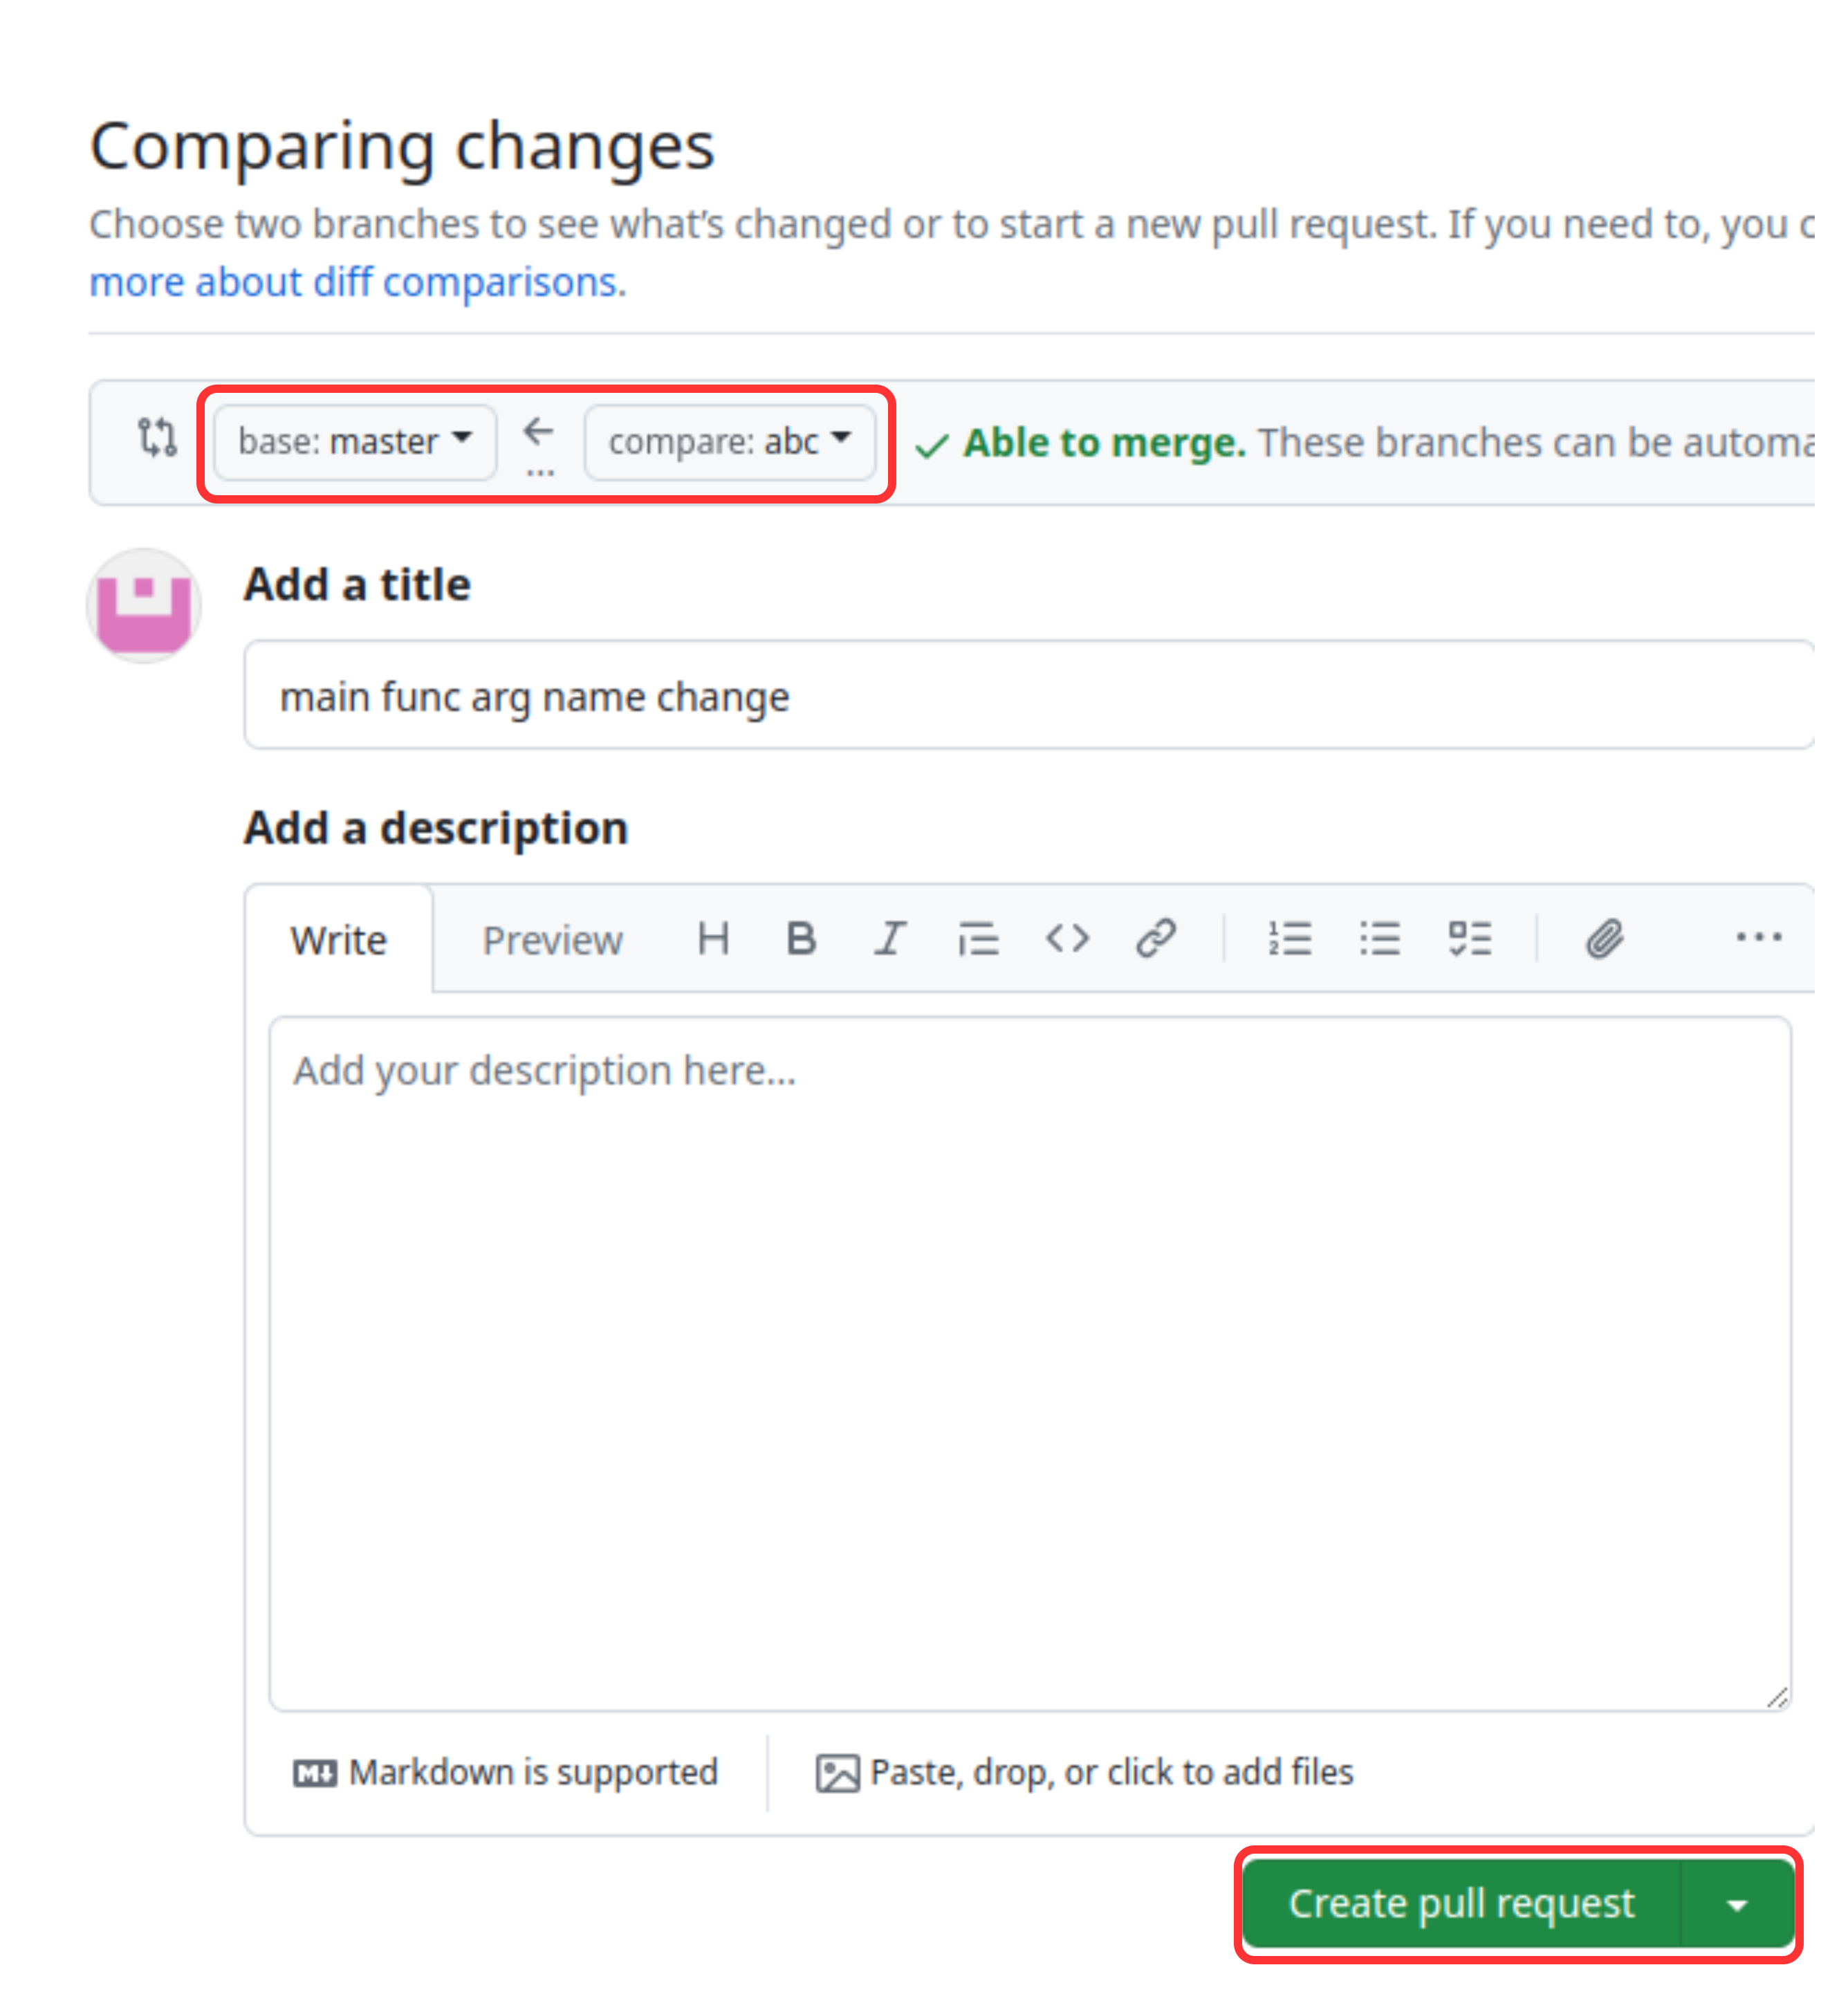 Comparing changes
Choose two branches to see what's changed or to start a new pull request. If you need to, you
more about diff comparisons.
base: master ← compare: abc ✓ Able to merge. These branches can be
...
Add a title
main func arg name change
Add a description
Write Preview H B I
Add your description here...
Markdown is supported Paste, drop, or click to add files
Create pull request